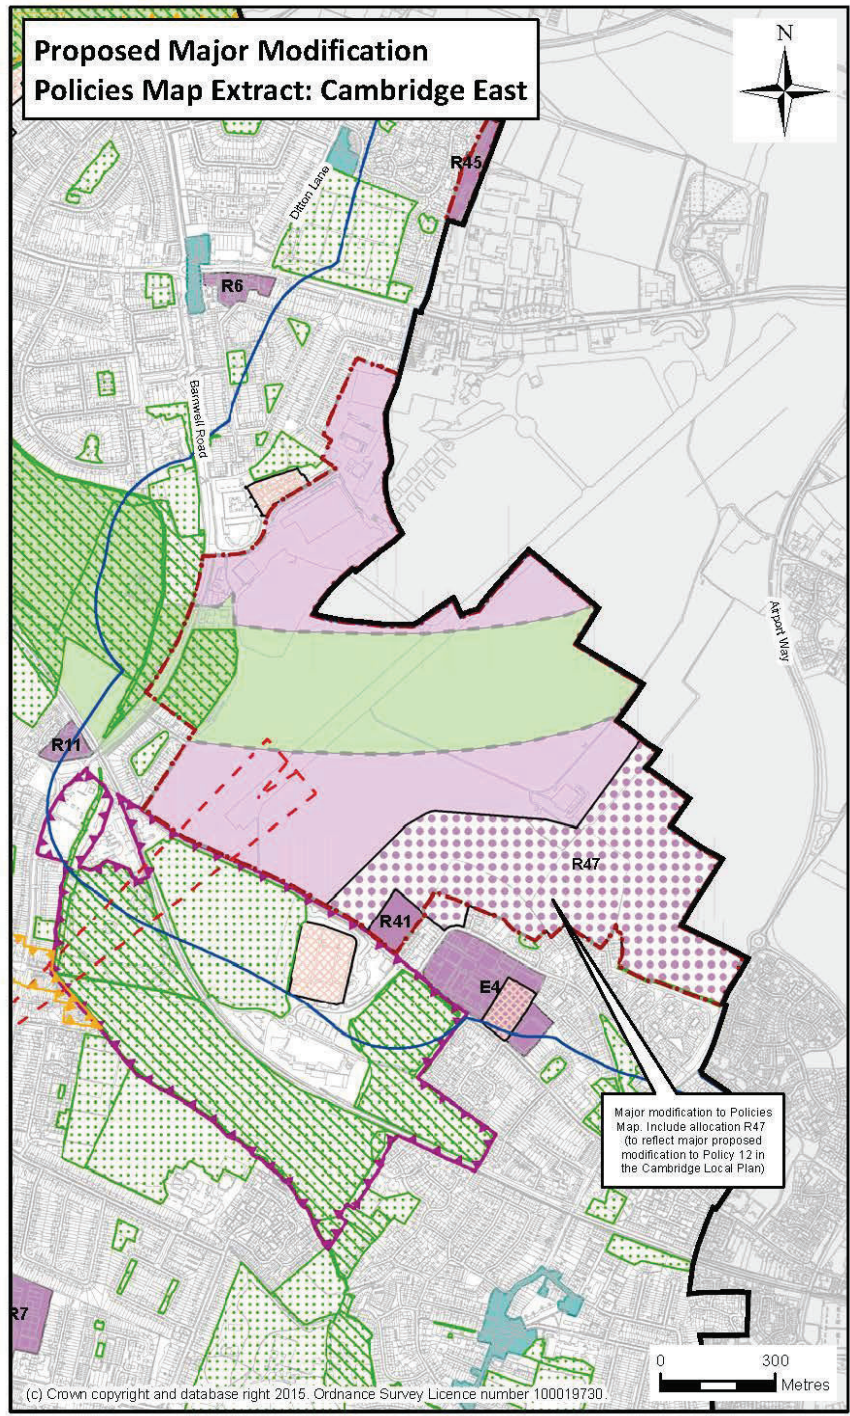 Proposed Major Modification
Policies Map Extract: Cambridge East
N
R45
Ditton Lane
R6
Barnwell Road
Airport Way
R11
R47
R41
E4
Major modification to Policies
Map. Include allocation R47
(to reflect major proposed
modification to Policy 12 in
the Cambridge Local Plan)
R7
0 300
Metres
(c) Crown copyright and database right 2015. Ordnance Survey Licence number 100019730.